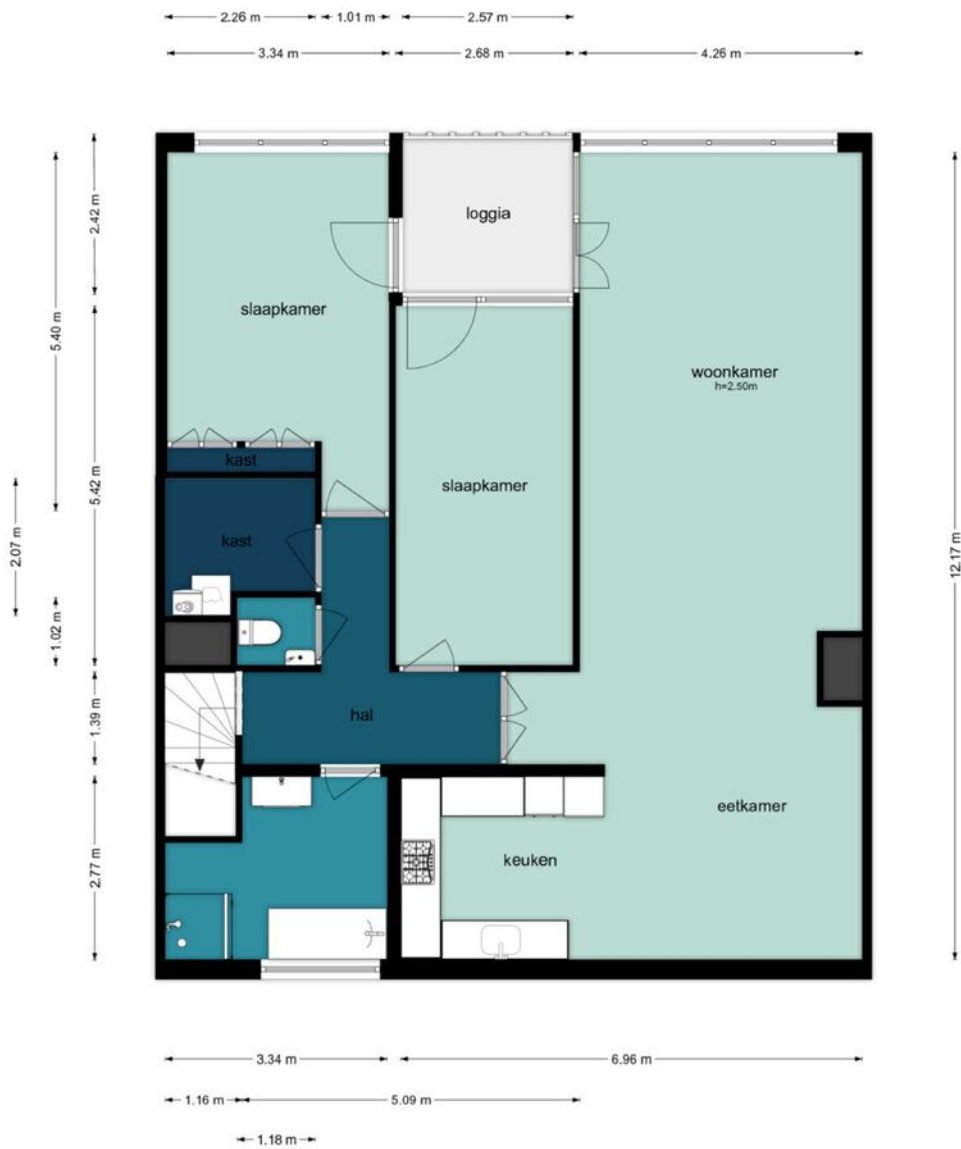 2.26 m
1.01 m
2.57 m
3.34 m
2.68 m
4.26 m
2.42 m
5.40 m
5.42 m
2.07 m
1.02 m
1.39 m
2.77 m
12.17 m
loggia
slaapkamer
woonkamer
h=2.50m
kast
slaapkamer
kast
hal
eetkamer
keuken
3.34 m
6.96 m
1.16 m
5.09 m
1.18 m